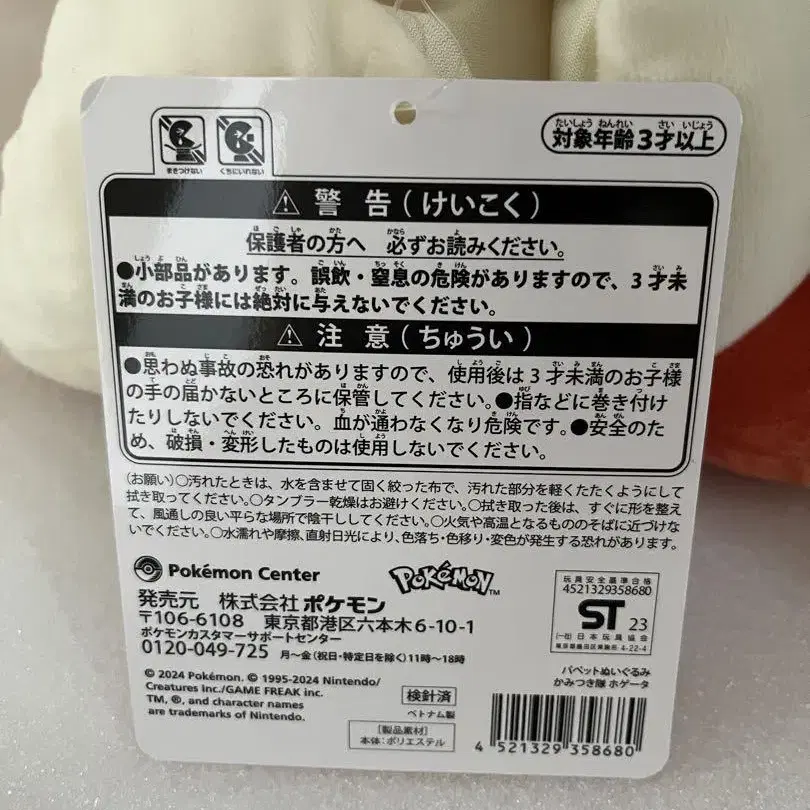 まきつけない
くちにいれない
対象年齢3才以上
⚠ 警告(けいこく)
保護者の方へ 必ずお読みください。
●小部品があります。誤飲・窒息の危険がありますので、3才未
満のお子様には絶対に与えないでください。
⚠ 注意(ちゅうい)
●思わぬ事故の恐れがありますので、使用後は3才未満のお子様
の手の届かないところに保管してください。●指などに巻き付け
たりしないでください。血が通わなくなり危険です。●安全のた
め、破損・変形したものは使用しないでください。
(お願い)○汚れたときは、水を含ませて固く絞った布で、汚れた部分を軽くたたくようにして
拭き取ってください。○タンブラー乾燥はお避けください。○拭き取った後は、すぐに形を整え
て、風通しの良い平らな場所で陰干ししてください。○火気や高温となるもののそばに近づけな
いでください。○水濡れや摩擦、直射日光により、色落ち・色移り・変色が発生する恐れがあります。
Pokémon Center
POKéMON™
発売元 株式会社ポケモン
〒106-6108 東京都港区六本木6-10-1
ポケモンカスタマーサポートセンター
0120-049-725 月〜金(祝日・特定日を除く)11時〜18時
玩具安全基準合格
4521329358680
ST 23
(一社)日本玩具協会
東京都墨田区東駒形
4-22-4
© 2024 Pokémon. © 1995-2024 Nintendo/
Creatures Inc./GAME FREAK inc.
TM, ®, and character names
are trademarks of Nintendo.
検針済
ベトナム製
[製品素材]
本体:ポリエステル
パペットぬいぐるみ
かみつき隊 ホゲータ
4 521329 358680